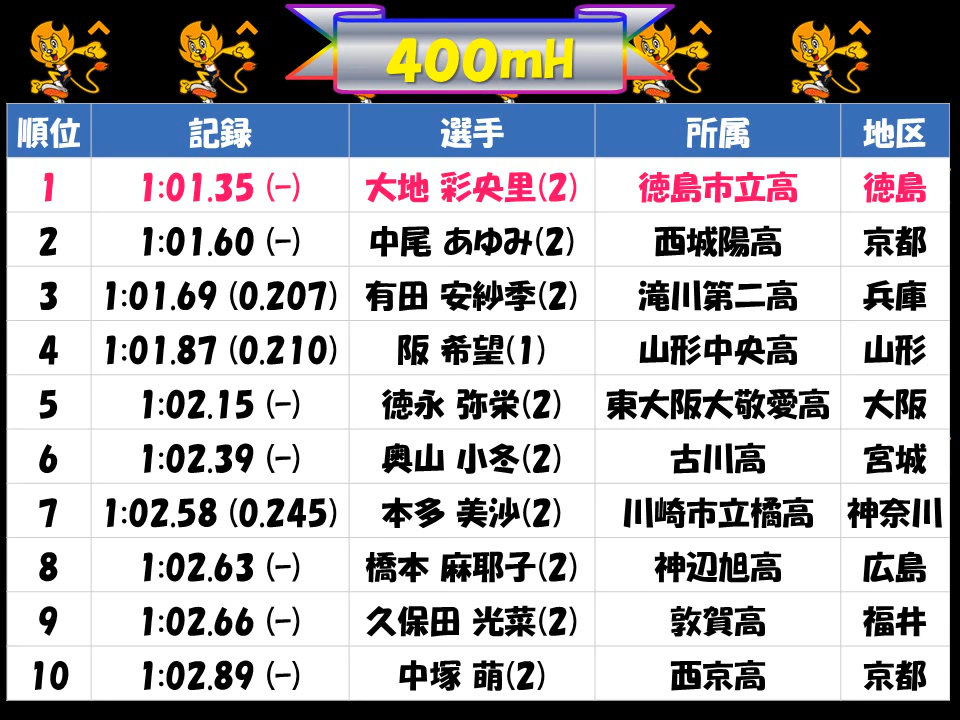 400mH
順位 記録 選手 所属 地区
1 1:01.35 (-) 大地 彩央里(2) 徳島市立高 徳島
2 1:01.60 (-) 中尾 あゆみ(2) 西城陽高 京都
3 1:01.69 (0.207) 有田 安紗季(2) 滝川第二高 兵庫
4 1:01.87 (0.210) 阪 希望(1) 山形中央高 山形
5 1:02.15 (-) 徳永 弥栄(2) 東大阪大敬愛高 大阪
6 1:02.39 (-) 奥山 小冬(2) 古川高 宮城
7 1:02.58 (0.245) 本多 美沙(2) 川崎市立橘高 神奈川
8 1:02.63 (-) 橋本 麻耶子(2) 神辺旭高 広島
9 1:02.66 (-) 久保田 光菜(2) 敦賀高 福井
10 1:02.89 (-) 中塚 萌(2) 西京高 京都